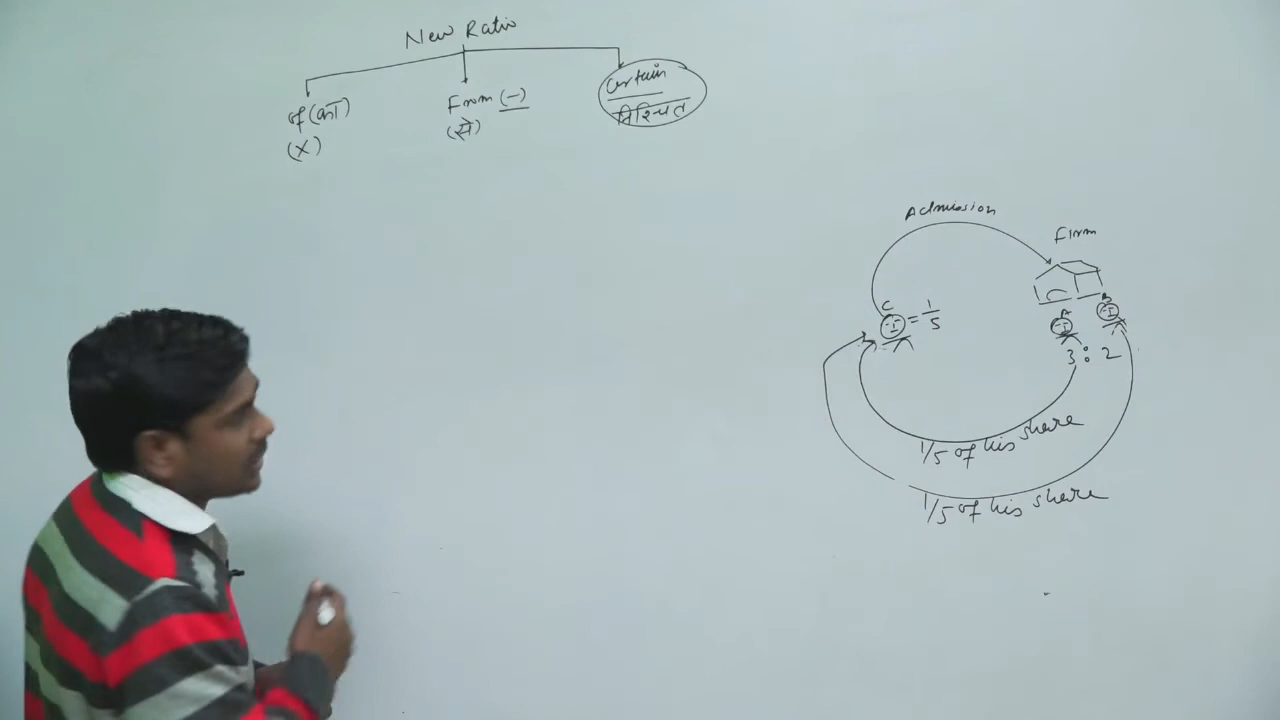 New Ratio
of (का)
(×)
From (-)
(से)
Certain
निश्चित
Admission
Firm
C
= 1/5
A
B
3 : 2
1/5 of his share
1/5 of his share